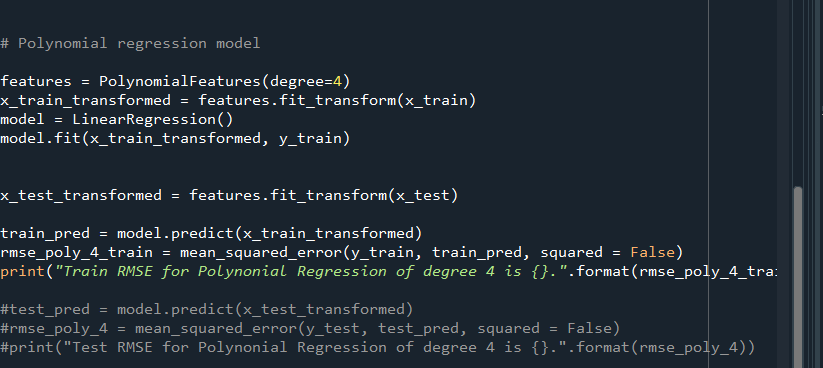 # Polynomial regression model
features = PolynomialFeatures(degree=4)
x_train_transformed = features.fit_transform(x_train)
model = LinearRegression()
model.fit(x_train_transformed, y_train)
x_test_transformed = features.fit_transform(x_test)
train_pred = model.predict(x_train_transformed)
rmse_poly_4_train = mean_squared_error(y_train, train_pred, squared = False)
print("Train RMSE for Polynonial Regression of degree 4 is {}.".format(rmse_poly_4_trai
#test_pred = model.predict(x_test_transformed)
#rmse_poly_4 = mean_squared_error(y_test, test_pred, squared = False)
#print("Test RMSE for Polynonial Regression of degree 4 is {}.".format(rmse_poly_4))